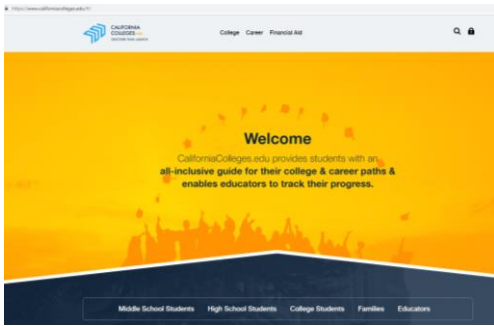 https://www.californiacolleges.edu/#/
CALIFORNIA
COLLEGES
College Career Financial Aid
Welcome
CaliforniaColleges.edu provides students with an
all-inclusive guide for their college & career paths &
enables educators to track their progress.
Middle School Students High School Students College Students Families Educators